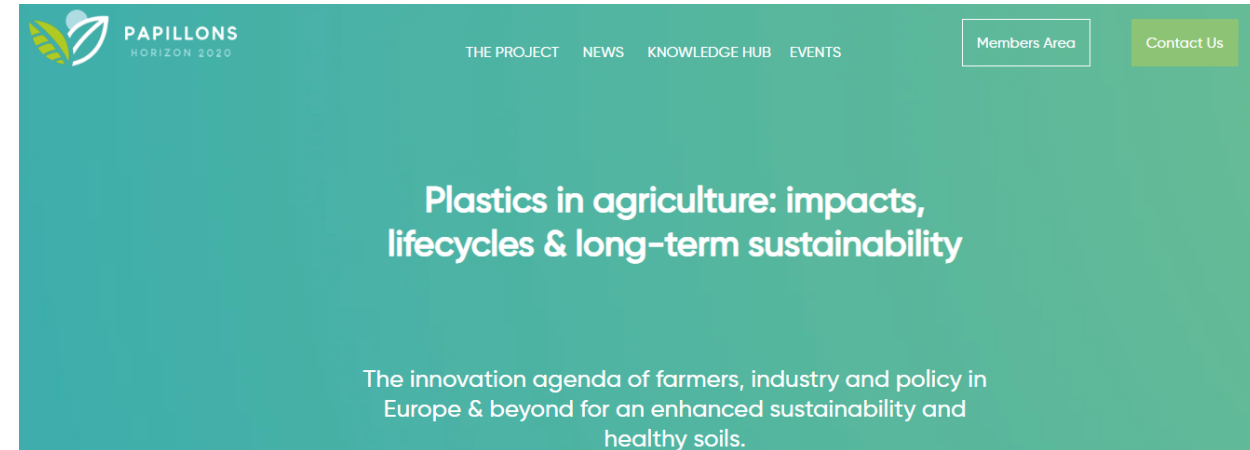 PAPILLONS
HORIZON 2020
THE PROJECT NEWS KNOWLEDGE HUB EVENTS
Members Area
Contact Us
Plastics in agriculture: impacts,
lifecycles & long-term sustainability
The innovation agenda of farmers, industry and policy in
Europe & beyond for an enhanced sustainability and
healthy soils.